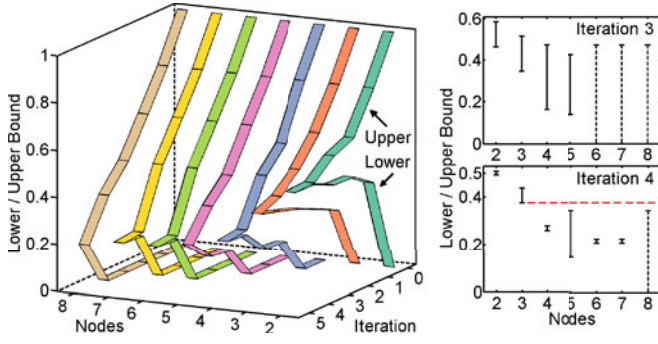 1
0.8
0.6
0.4
0.2
0
Lower / Upper Bound
8 7 6 5 4 3 2
Nodes
5 4 3 2 1 0
Iteration
Upper
Lower
Iteration 3
0.6
0.4
0.2
0
2 3 4 5 6 7 8
Lower / Upper Bound
Iteration 4
0.5
0.4
0.2
0
2 3 4 5 6 7 8
Nodes